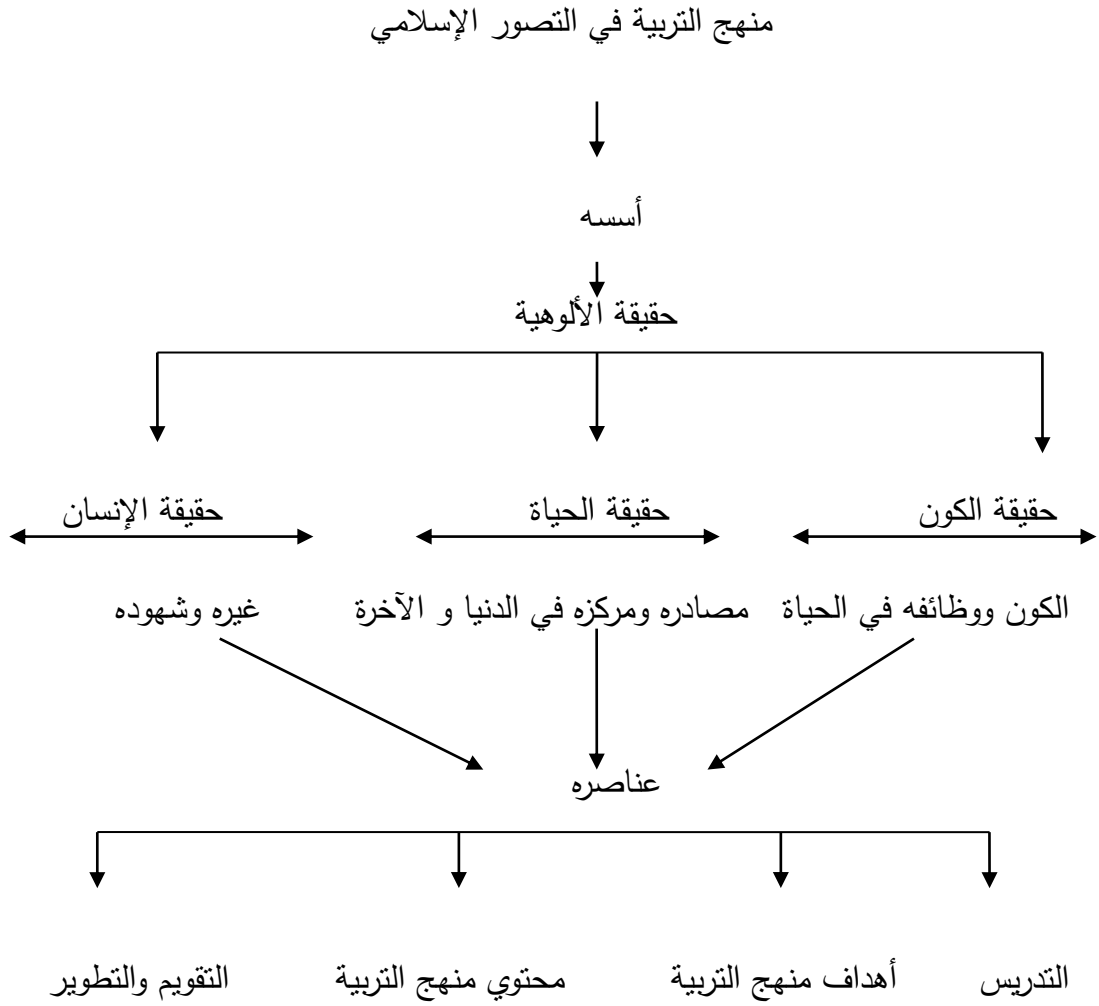 منهج التربية في التصور الإسلامي
أسسه
حقيقة الألوهية
حقيقة الكون حقيقة الحياة حقيقة الإنسان
الكون ووظائفه في الحياة مصادره ومركزه في الدنيا و الآخرة غيره وشهوده
عناصره
التدريس أهداف منهج التربية محتوي منهج التربية التقويم والتطوير